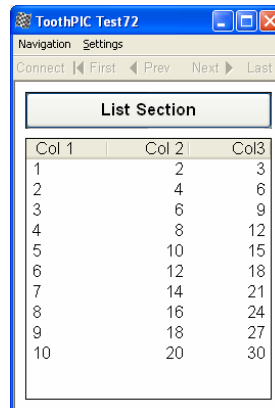 ToothPIC Test72
Navigation Settings
Connect First Prev Next Last
List Section
Col 1 Col 2 Col3
1 2 3
2 4 6
3 6 9
4 8 12
5 10 15
6 12 18
7 14 21
8 16 24
9 18 27
10 20 30